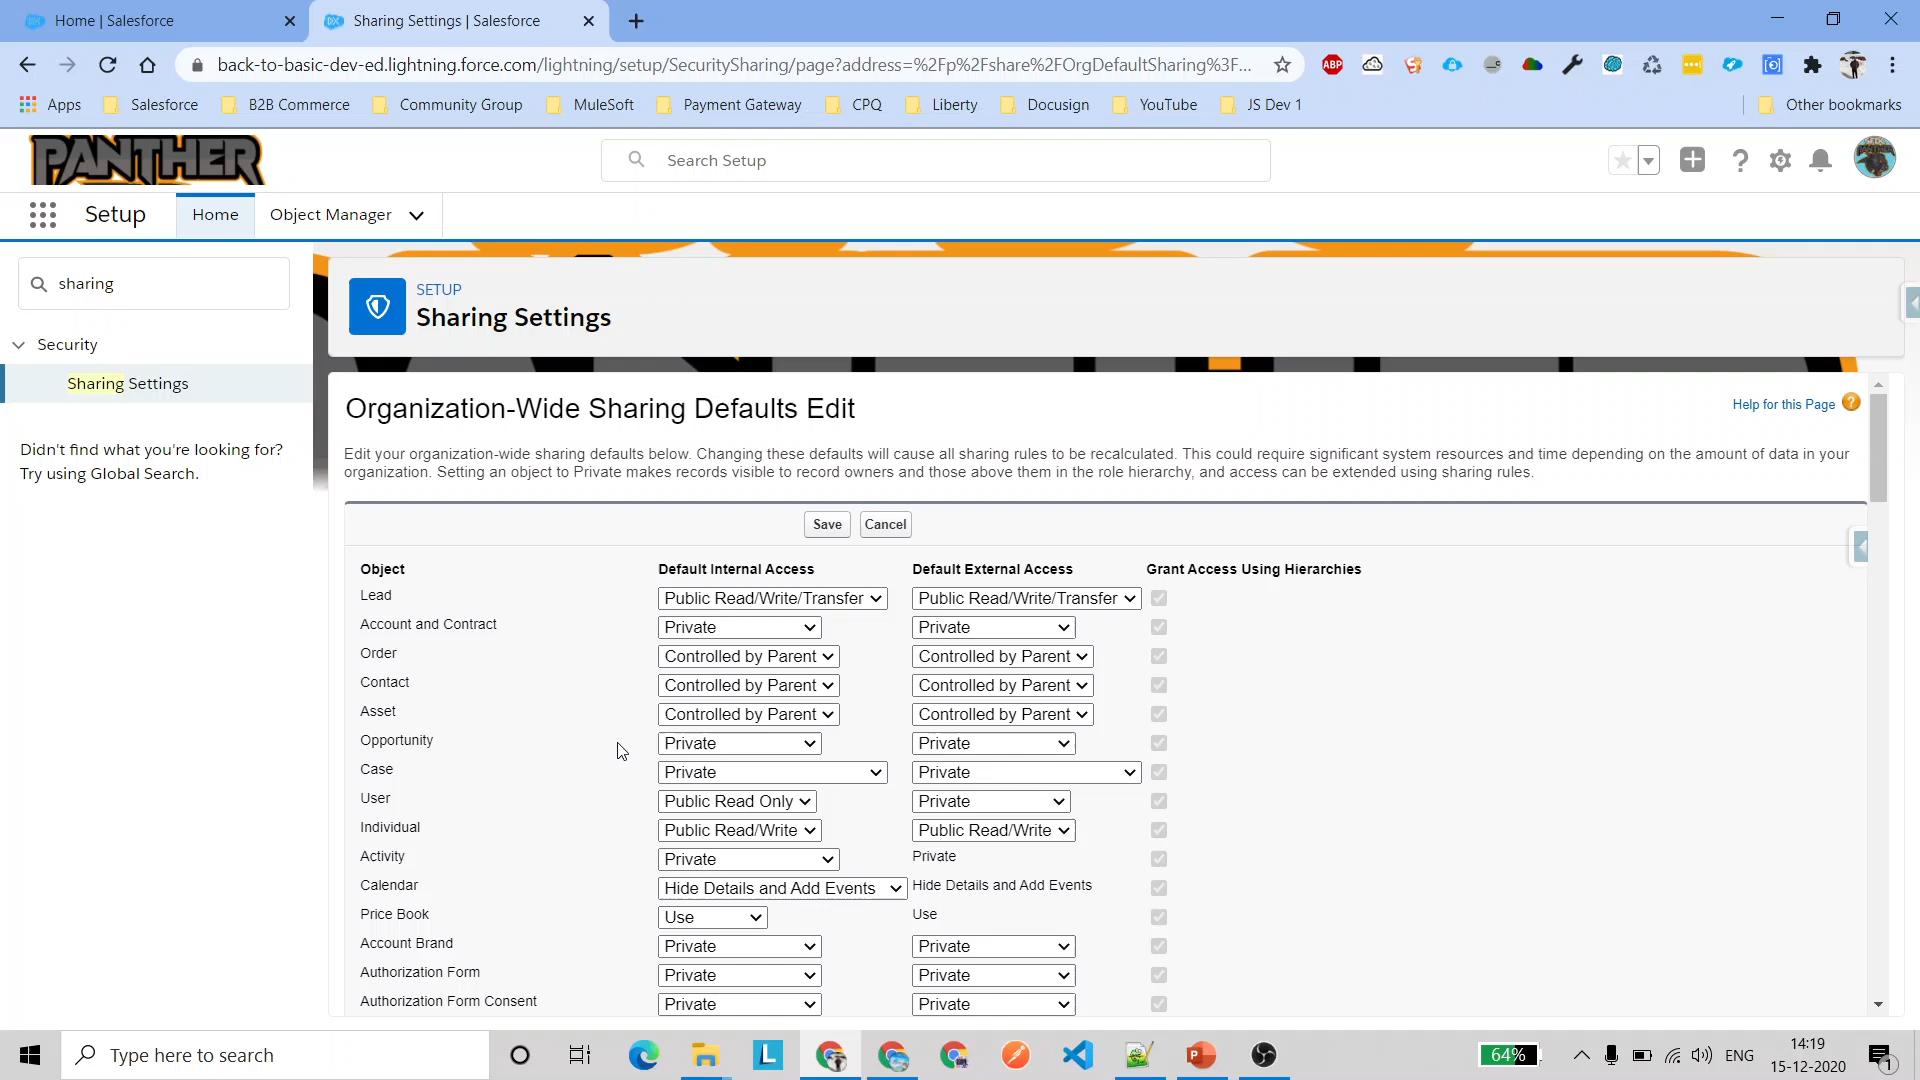 Home | Salesforce
Sharing Settings | Salesforce
back-to-basic-dev-ed.lightning.force.com/lightning/setup/SecuritySharing/page?address=%2Fp%2Fshare%2FOrgDefaultSharing%3F...
ABP
Apps
Salesforce
B2B Commerce
Community Group
MuleSoft
Payment Gateway
CPQ
Liberty
Docusign
YouTube
JS Dev 1
Other bookmarks
PANTHER
Search Setup
Setup
Home
Object Manager
sharing
Security
Sharing Settings
Didn't find what you're looking for?
Try using Global Search.
SETUP
Sharing Settings
Organization-Wide Sharing Defaults Edit
Help for this Page
Edit your organization-wide sharing defaults below. Changing these defaults will cause all sharing rules to be recalculated. This could require significant system resources and time depending on the amount of data in your
organization. Setting an object to Private makes records visible to record owners and those above them in the role hierarchy, and access can be extended using sharing rules.
Save Cancel
Object Default Internal Access Default External Access Grant Access Using Hierarchies
Lead Public Read/Write/Transfer Public Read/Write/Transfer
Account and Contract Private Private
Order Controlled by Parent Controlled by Parent
Contact Controlled by Parent Controlled by Parent
Asset Controlled by Parent Controlled by Parent
Opportunity Private Private
Case Private Private
User Public Read Only Private
Individual Public Read/Write Public Read/Write
Activity Private Private
Calendar Hide Details and Add Events Hide Details and Add Events
Price Book Use Use
Account Brand Private Private
Authorization Form Private Private
Authorization Form Consent Private Private
Type here to search
64%
ENG
14:19
15-12-2020
1